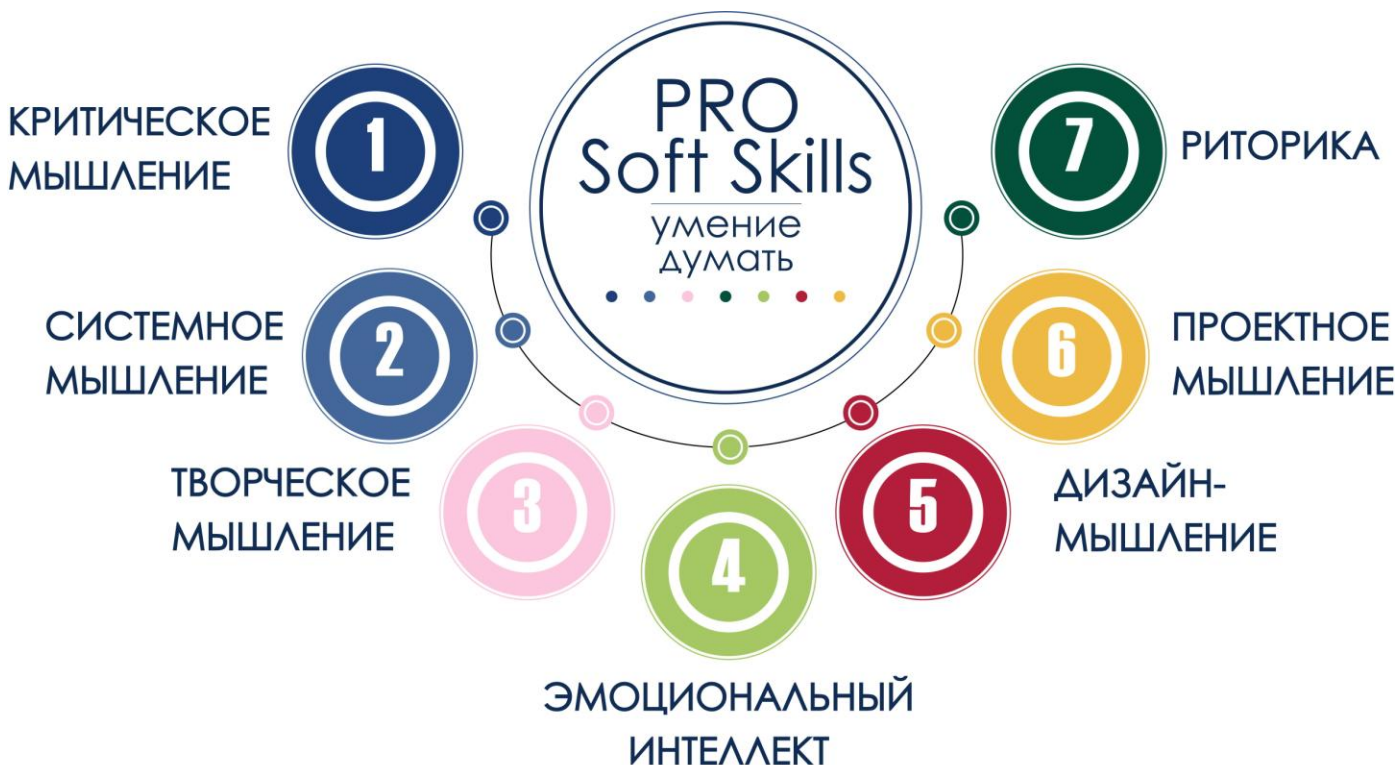 PRO
Soft Skills
умение
думать
1
КРИТИЧЕСКОЕ
МЫШЛЕНИЕ
2
СИСТЕМНОЕ
МЫШЛЕНИЕ
3
ТВОРЧЕСКОЕ
МЫШЛЕНИЕ
4
ЭМОЦИОНАЛЬНЫЙ
ИНТЕЛЛЕКТ
5
ДИЗАЙН-
МЫШЛЕНИЕ
6
ПРОЕКТНОЕ
МЫШЛЕНИЕ
7
РИТОРИКА